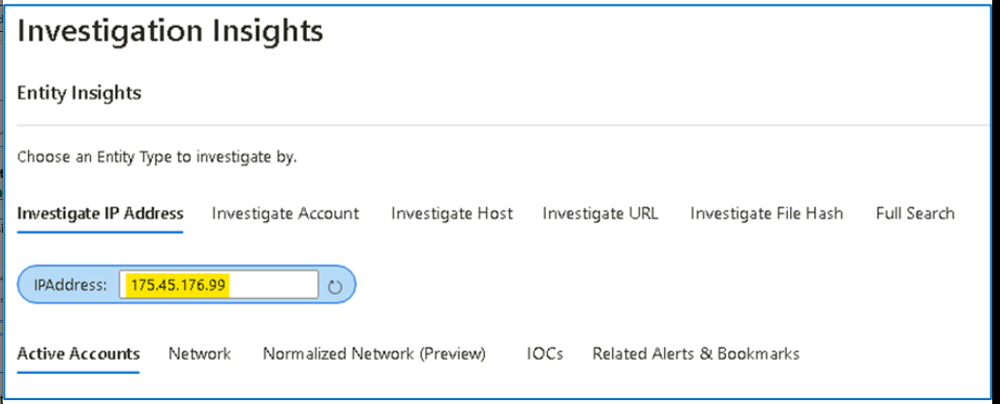 Investigation Insights
Entity Insights
Choose an Entity Type to investigate by.
Investigate IP Address Investigate Account Investigate Host Investigate URL Investigate File Hash Full Search
IPAddress: 175.45.176.99
Active Accounts Network Normalized Network (Preview) IOCs Related Alerts & Bookmarks